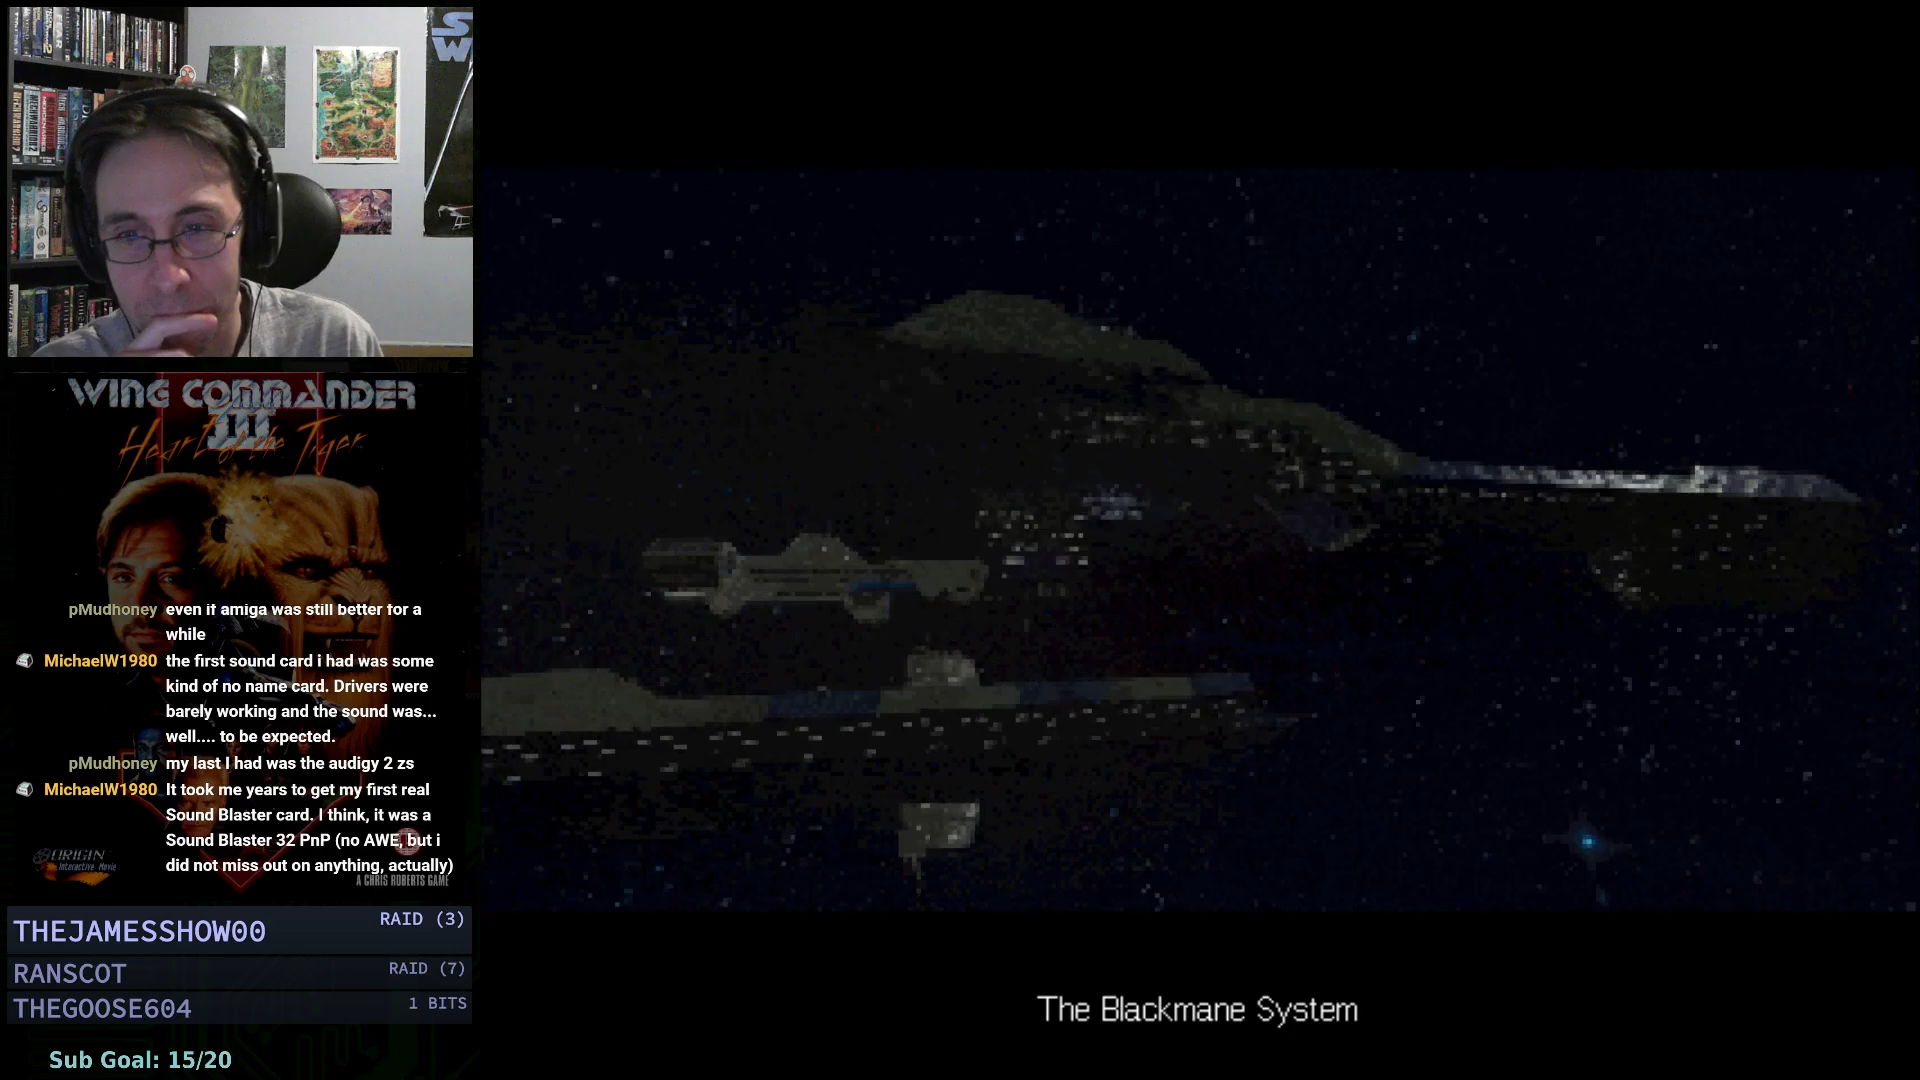 S
W
WING COMMANDER
III
Heart of the Tiger
pMudhoney even if amiga was still better for a
while
MichaelW1980 the first sound card i had was some
kind of no name card. Drivers were
barely working and the sound was...
well.... to be expected.
pMudhoney my last I had was the audigy 2 zs
MichaelW1980 It took me years to get my first real
Sound Blaster card. I think, it was a
Sound Blaster 32 PnP (no AWE, but i
did not miss out on anything, actually)
ORIGIN
Interactive Movie
A CHRIS ROBERTS GAME
THEJAMESSHOW00 RAID (3)
RANSCOT RAID (7)
THEGOOSE604 1 BITS
Sub Goal: 15/20
The Blackmane System